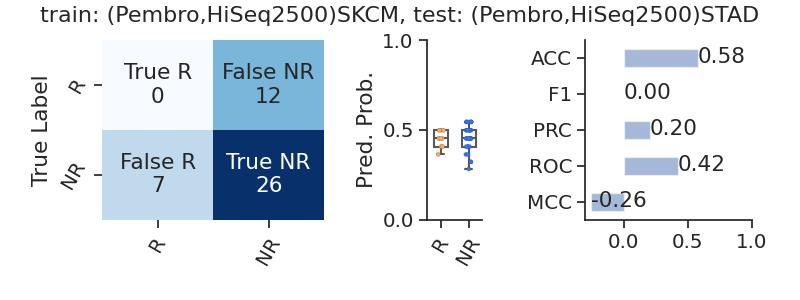 train: (Pembro,HiSeq2500)SKCM, test: (Pembro,HiSeq2500)STAD
True Label
R
NR
True R
0
False NR
12
False R
7
True NR
26
R
NR
Pred. Prob.
1.0
0.5
0.0
R
NR
ACC
0.58
F1
0.00
PRC
0.20
ROC
0.42
MCC
-0.26
0.0
0.5
1.0